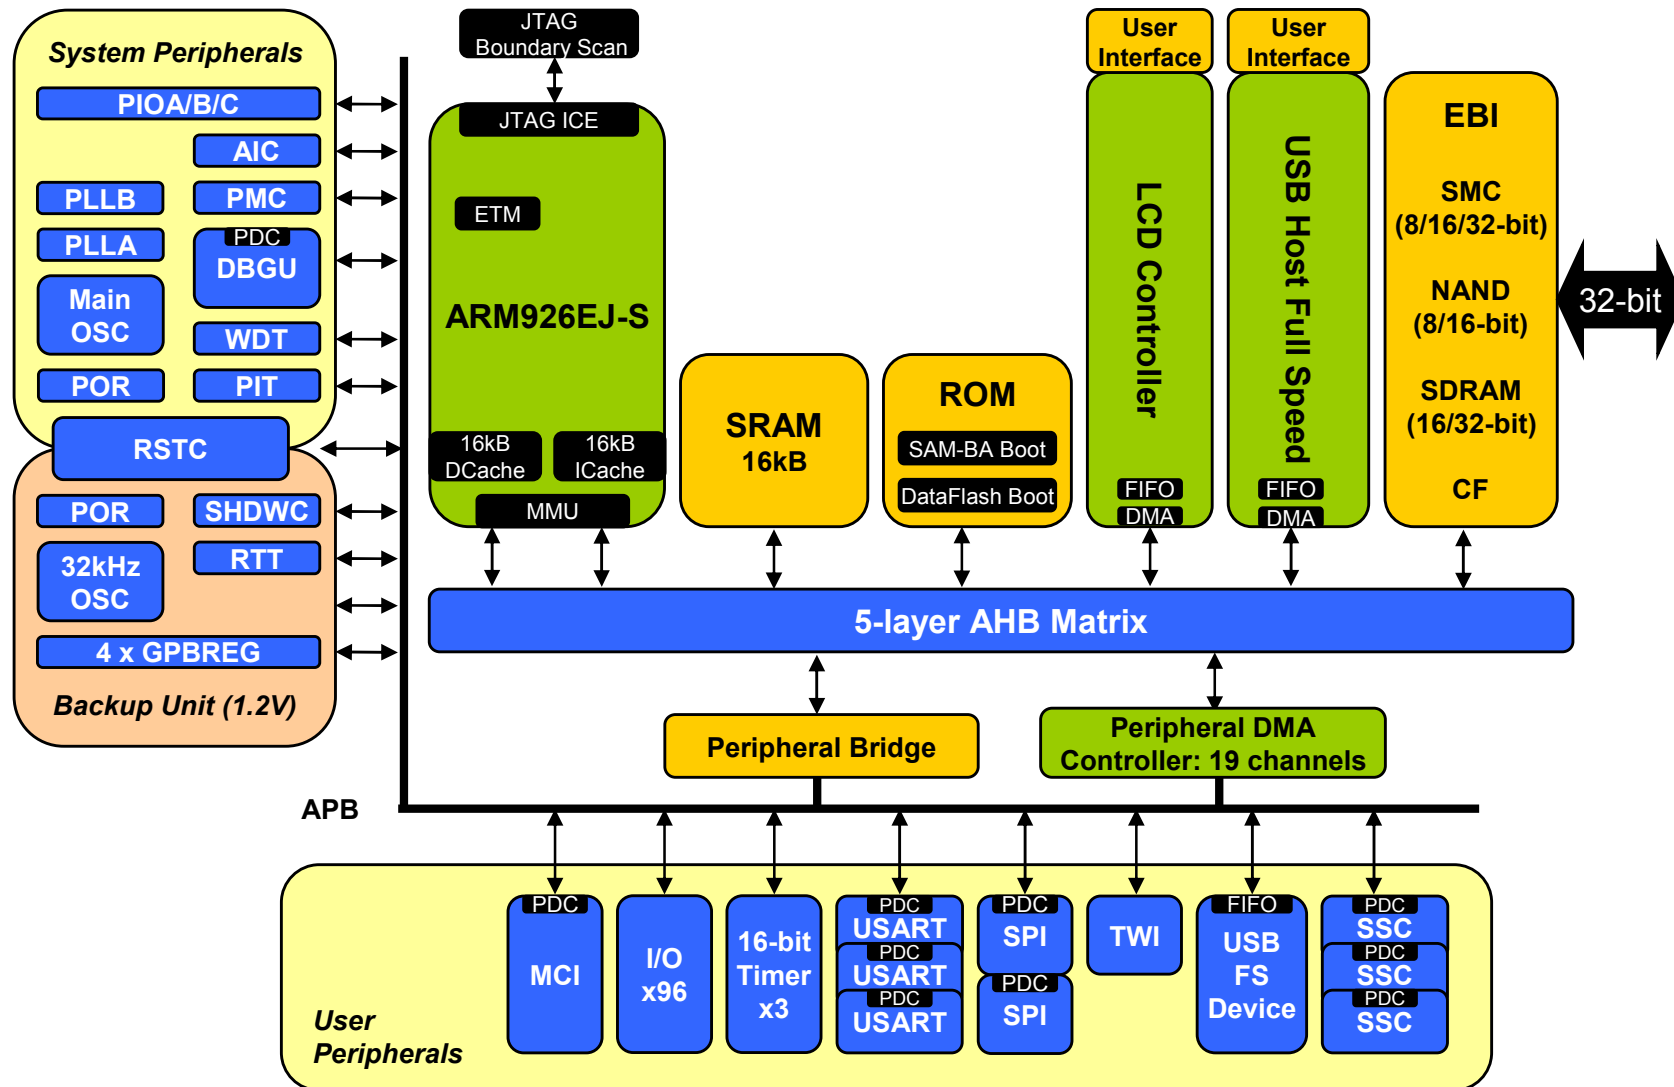 System Peripherals
PIOA/B/C
AIC
PLLB
PMC
PLLA
PDC
DBGU
Main
OSC
WDT
POR
PIT
RSTC
POR
SHDWC
32kHz
OSC
RTT
4 x GPBREG
Backup Unit (1.2V)
JTAG
Boundary Scan
JTAG ICE
ETM
ARM926EJ-S
16kB
DCache
16kB
ICache
MMU
SRAM
16kB
ROM
SAM-BA Boot
DataFlash Boot
User
Interface
LCD Controller
FIFO
DMA
User
Interface
USB Host Full Speed
FIFO
DMA
EBI
SMC
(8/16/32-bit)
NAND
(8/16-bit)
SDRAM
(16/32-bit)
CF
32-bit
5-layer AHB Matrix
Peripheral Bridge
Peripheral DMA
Controller: 19 channels
APB
User
Peripherals
PDC
MCI
I/O
x96
16-bit
Timer
x3
PDC
USART
PDC
USART
PDC
USART
PDC
SPI
PDC
SPI
TWI
FIFO
USB
FS
Device
PDC
SSC
PDC
SSC
PDC
SSC